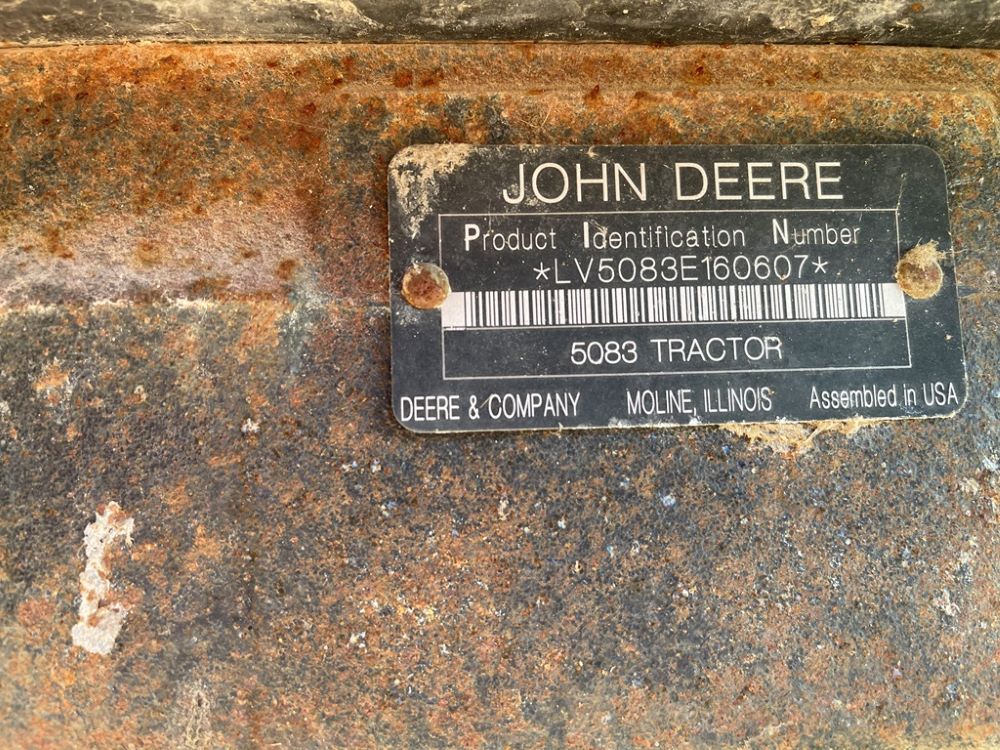 JOHN DEERE
Product Identification Number
*LV5083E160607*
5083 TRACTOR
DEERE & COMPANY MOLINE, ILLINOIS Assembled in USA